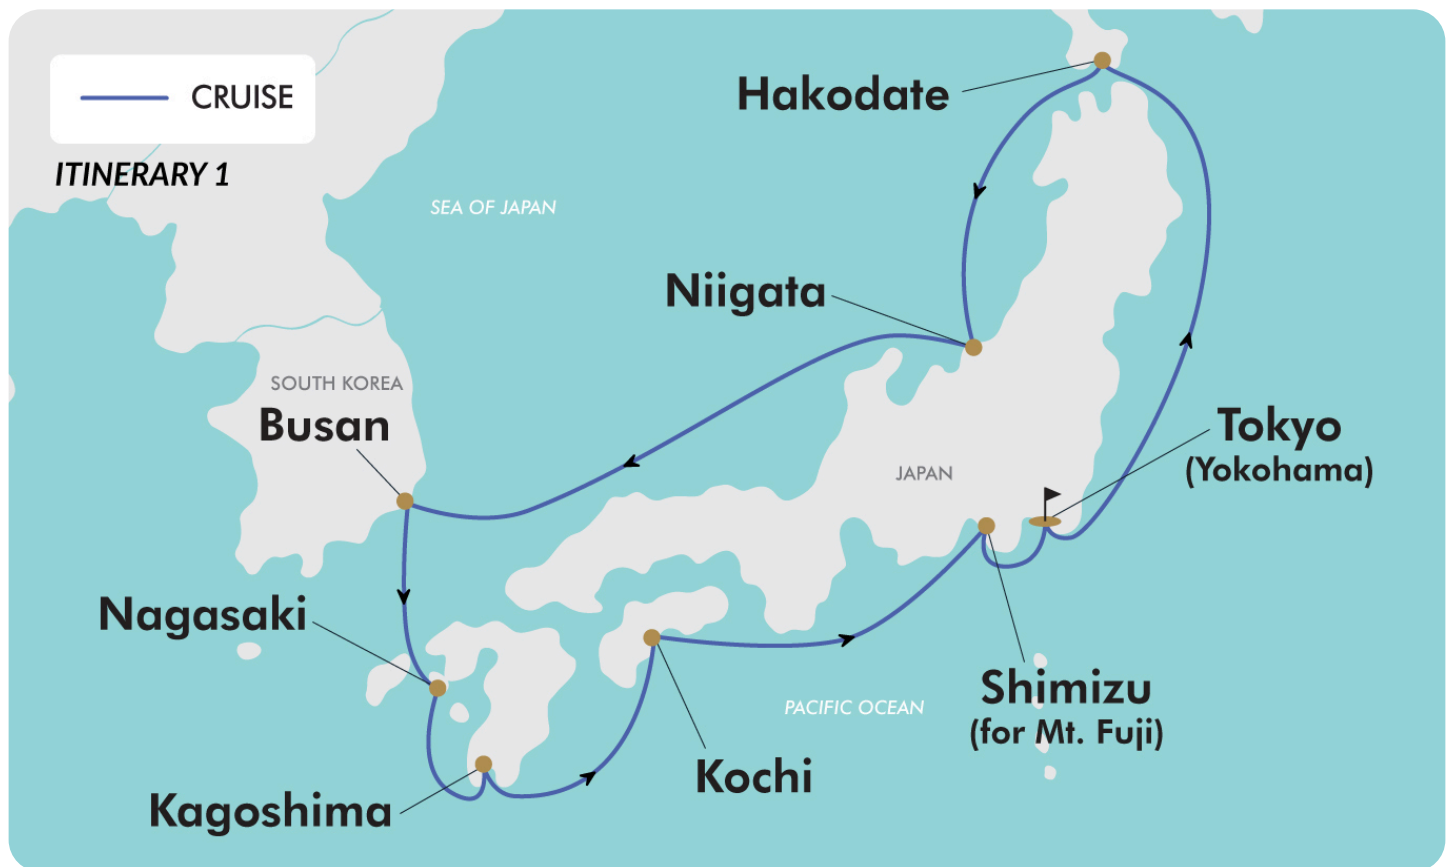 CRUISE
ITINERARY 1
Hakodate
SEA OF JAPAN
Niigata
SOUTH KOREA
Busan
Tokyo
(Yokohama)
JAPAN
Nagasaki
Shimizu
(for Mt. Fuji)
PACIFIC OCEAN
Kochi
Kagoshima